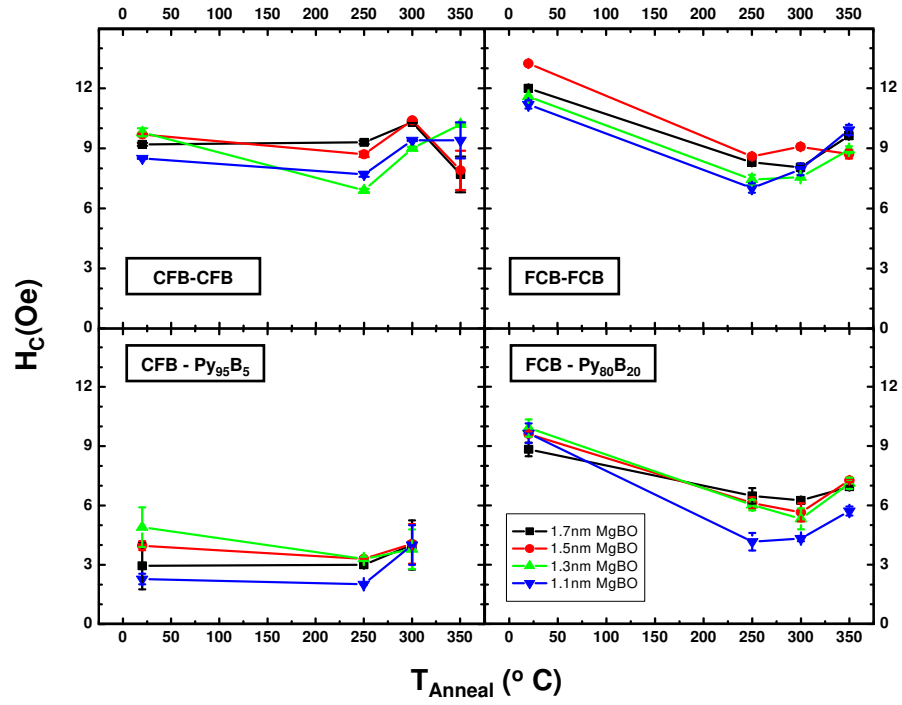 0 50 100 150 200 250 300 350 0 50 100 150 200 250 300 350
12 12
9 9
6 6
3 3
0 0
CFB-CFB FCB-FCB
H_C(Oe)
CFB - Py₉₅B₅ FCB - Py₈₀B₂₀
12 12
9 9
6 6
3 3
0 0
1.7nm MgBO
1.5nm MgBO
1.3nm MgBO
1.1nm MgBO
0 50 100 150 200 250 300 350 0 50 100 150 200 250 300 350
T_Anneal (° C)